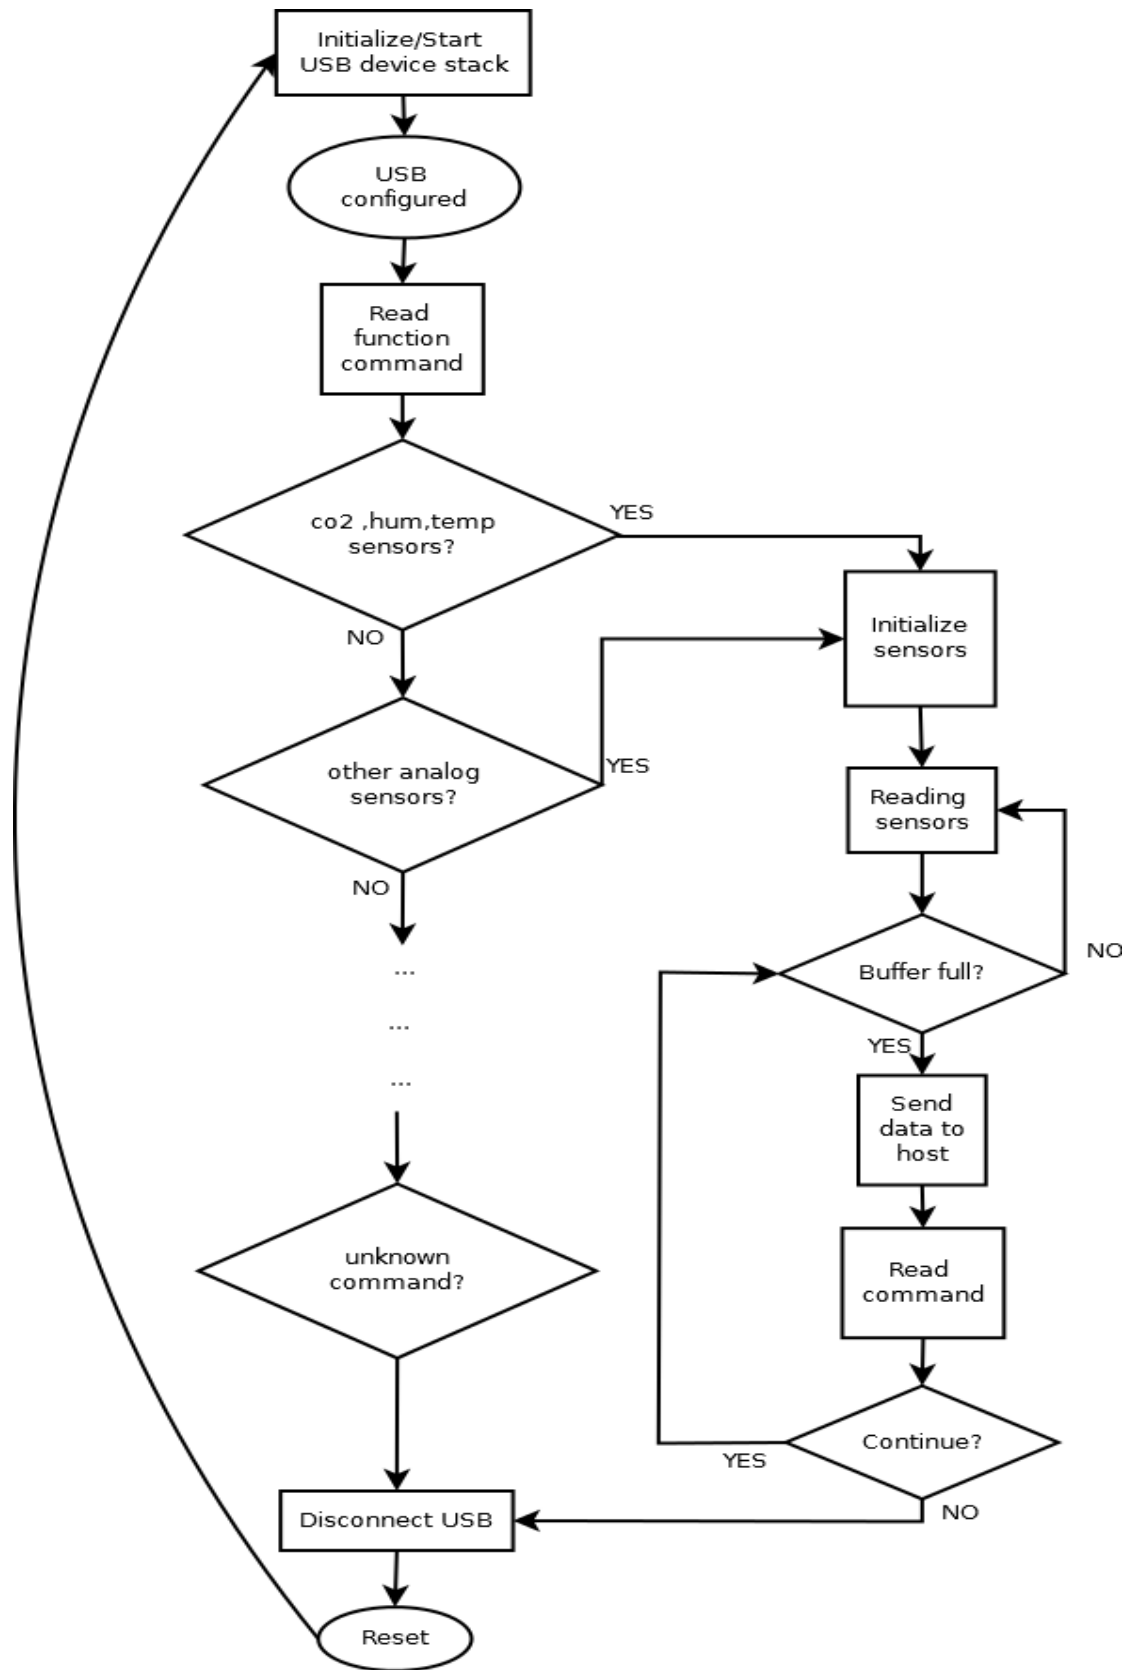 Initialize/Start
USB device stack
USB
configured
Read
function
command
co2 ,hum,temp
sensors?
YES
NO
Initialize
sensors
other analog
sensors?
YES
NO
Reading
sensors
Buffer full?
NO
YES
...
...
...
Send
data to
host
unknown
command?
Read
command
Continue?
YES
NO
Disconnect USB
Reset